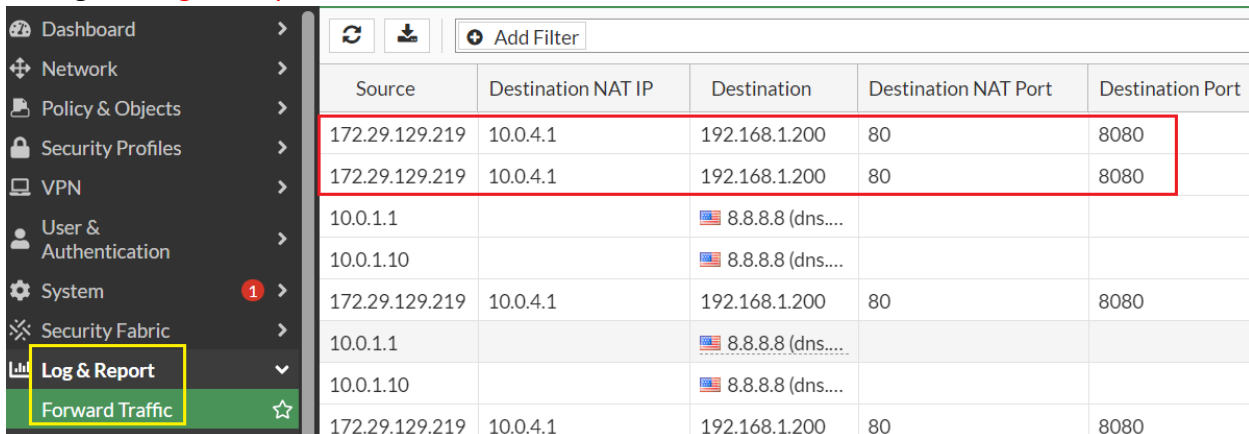 Dashboard
Network
Policy & Objects
Security Profiles
VPN
User &
Authentication
System 1
Security Fabric
Log & Report
Forward Traffic
Add Filter
Source Destination NAT IP Destination Destination NAT Port Destination Port
172.29.129.219 10.0.4.1 192.168.1.200 80 8080
172.29.129.219 10.0.4.1 192.168.1.200 80 8080
10.0.1.1 8.8.8.8 (dns....
10.0.1.10 8.8.8.8 (dns....
172.29.129.219 10.0.4.1 192.168.1.200 80 8080
10.0.1.1 8.8.8.8 (dns....
10.0.1.10 8.8.8.8 (dns....
172.29.129.219 10.0.4.1 192.168.1.200 80 8080